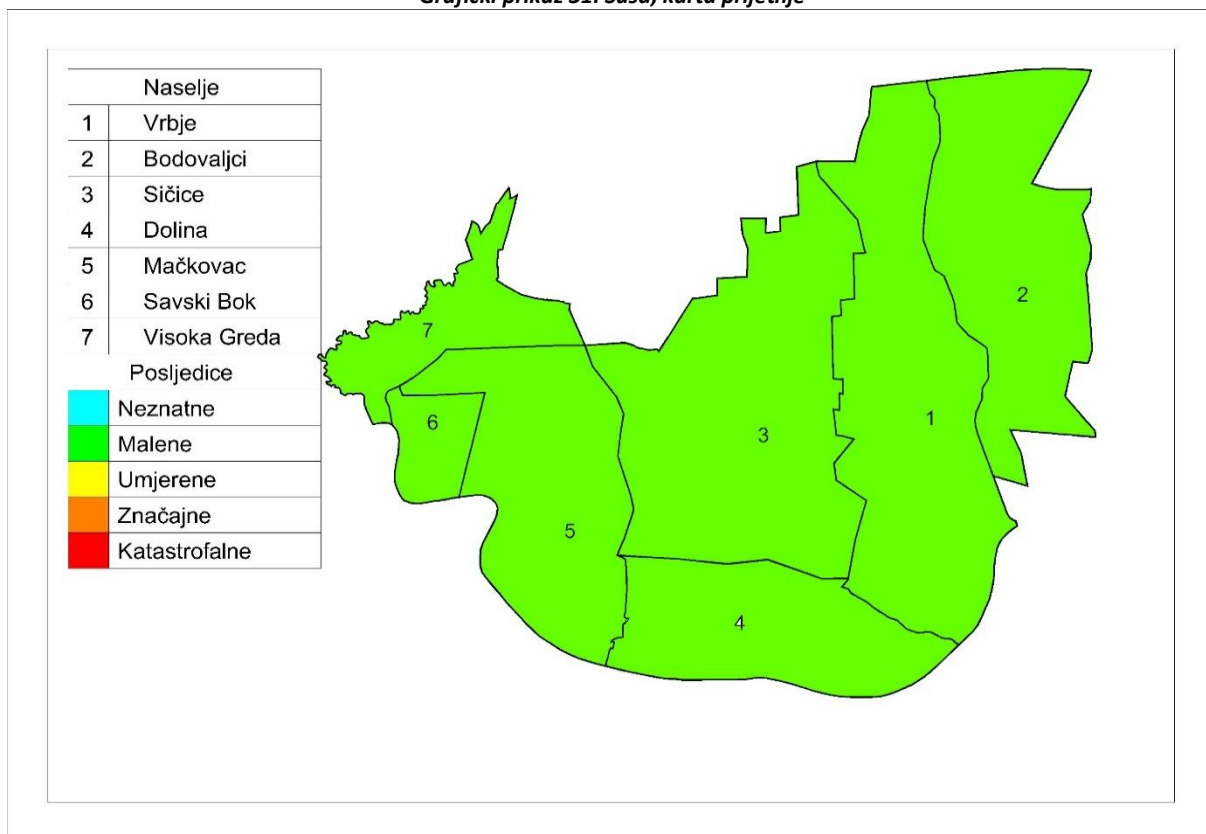 Grafički prikaz 31: Suša, karta prijetnje
Naselje
1 Vrbje
2 Bodovaljci
3 Sičice
4 Dolina
5 Mačkovac
6 Savski Bok
7 Visoka Greda
Posljedice
Neznatne
Malene
Umjerene
Značajne
Katastrofalne
2
7
6
3
1
5
4